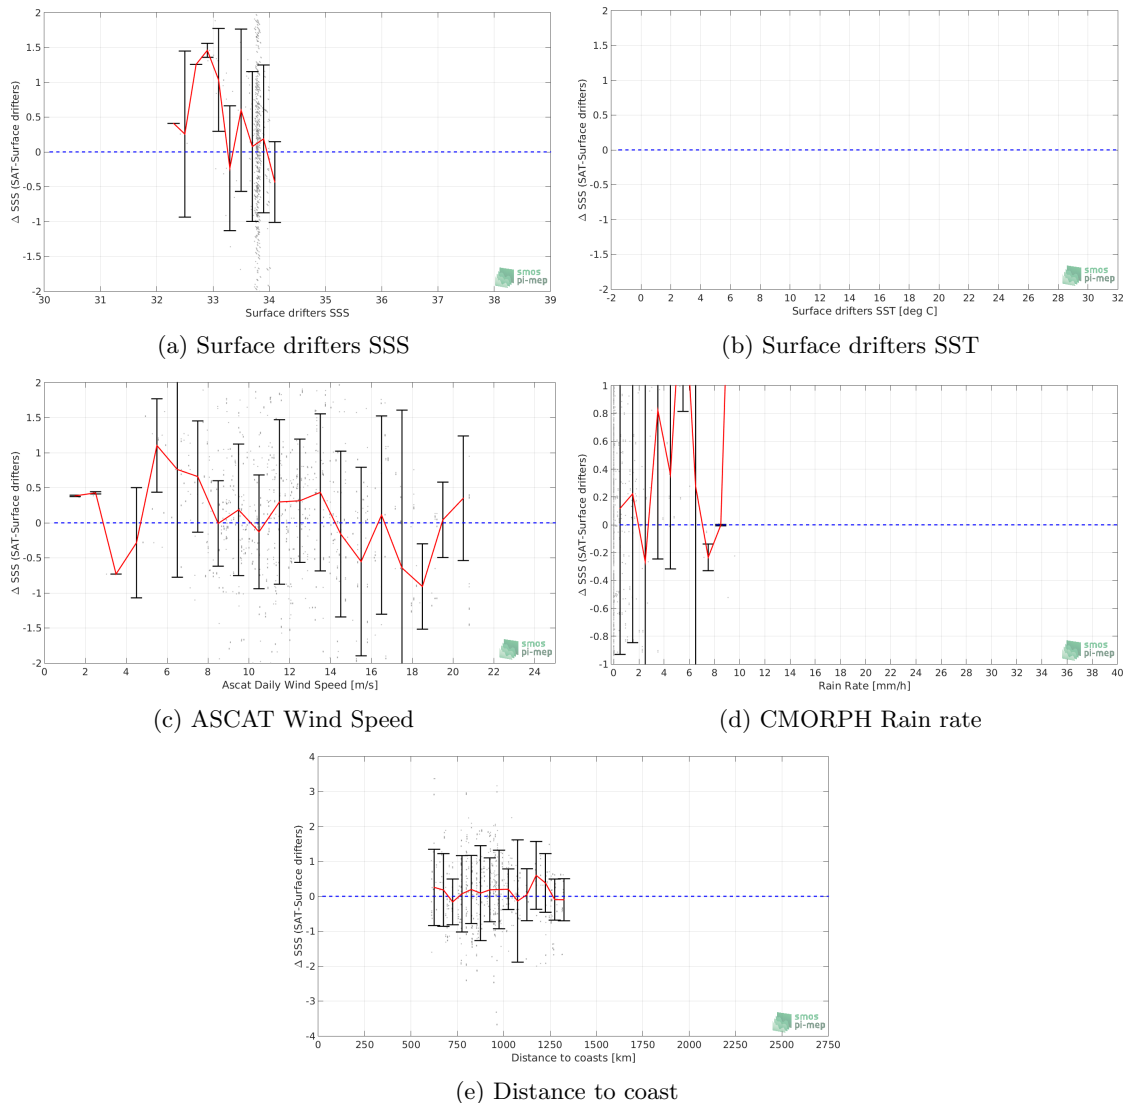 2
1.5
1
0.5
0
-0.5
-1
-1.5
-2
Δ SSS (SAT-Surface drifters)
30 31 32 33 34 35 36 37 38 39
Surface drifters SSS
smos
pi-mep
(a) Surface drifters SSS
2
1.5
1
0.5
0
-0.5
-1
-1.5
-2
Δ SSS (SAT-Surface drifters)
-2 0 2 4 6 8 10 12 14 16 18 20 22 24 26 28 30 32
Surface drifters SST [deg C]
smos
pi-mep
(b) Surface drifters SST
2
1.5
1
0.5
0
-0.5
-1
-1.5
-2
Δ SSS (SAT-Surface drifters)
0 2 4 6 8 10 12 14 16 18 20 22 24
Ascat Daily Wind Speed [m/s]
smos
pi-mep
(c) ASCAT Wind Speed
1
0.8
0.6
0.4
0.2
0
-0.2
-0.4
-0.6
-0.8
-1
Δ SSS (SAT-Surface drifters)
0 2 4 6 8 10 12 14 16 18 20 22 24 26 28 30 32 34 36 38 40
Rain Rate [mm/h]
smos
pi-mep
(d) CMORPH Rain rate
4
3
2
1
0
-1
-2
-3
-4
Δ SSS (SAT-Surface drifters)
0 250 500 750 1000 1250 1500 1750 2000 2250 2500 2750
Distance to coasts [km]
smos
pi-mep
(e) Distance to coast